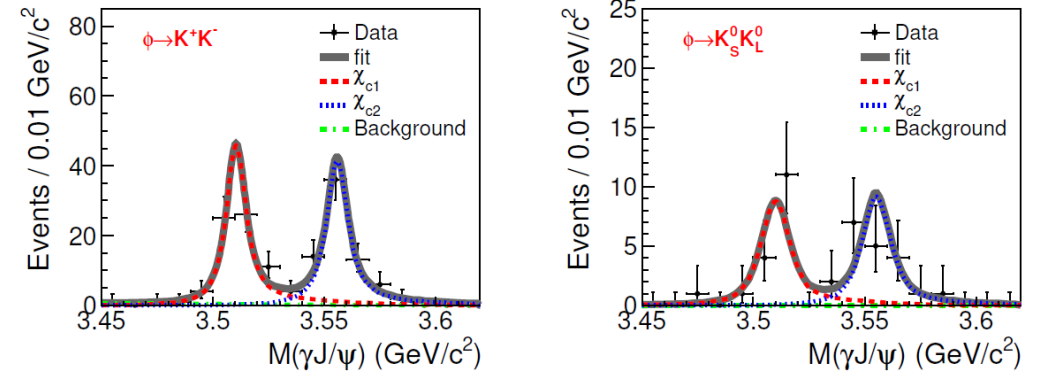 Events / 0.01 GeV/c²
80
60
40
20
0
ϕ→K⁺K⁻
Data
fit
χc1
χc2
Background
3.45
3.5
3.55
3.6
M(γJ/ψ) (GeV/c²)
Events / 0.01 GeV/c²
25
20
15
10
5
0
ϕ→K⁰SK⁰L
Data
fit
χc1
χc2
Background
3.45
3.5
3.55
3.6
M(γJ/ψ) (GeV/c²)